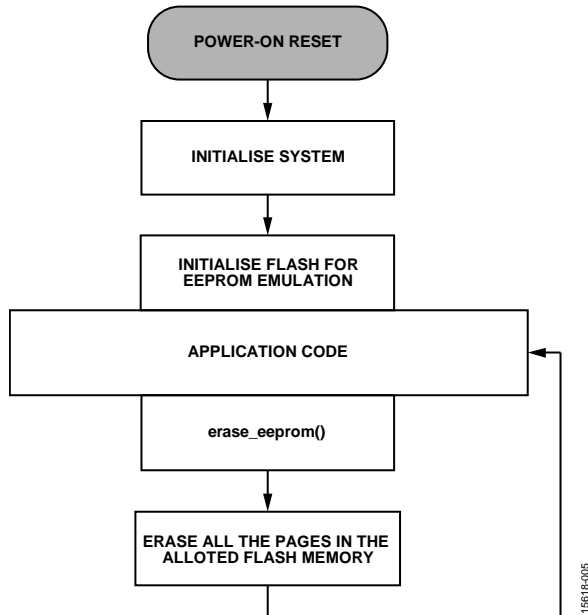 POWER-ON RESET
INITIALISE SYSTEM
INITIALISE FLASH FOR
EEPROM EMULATION
APPLICATION CODE
erase_eeprom()
ERASE ALL THE PAGES IN THE
ALLOTED FLASH MEMORY
15618-005